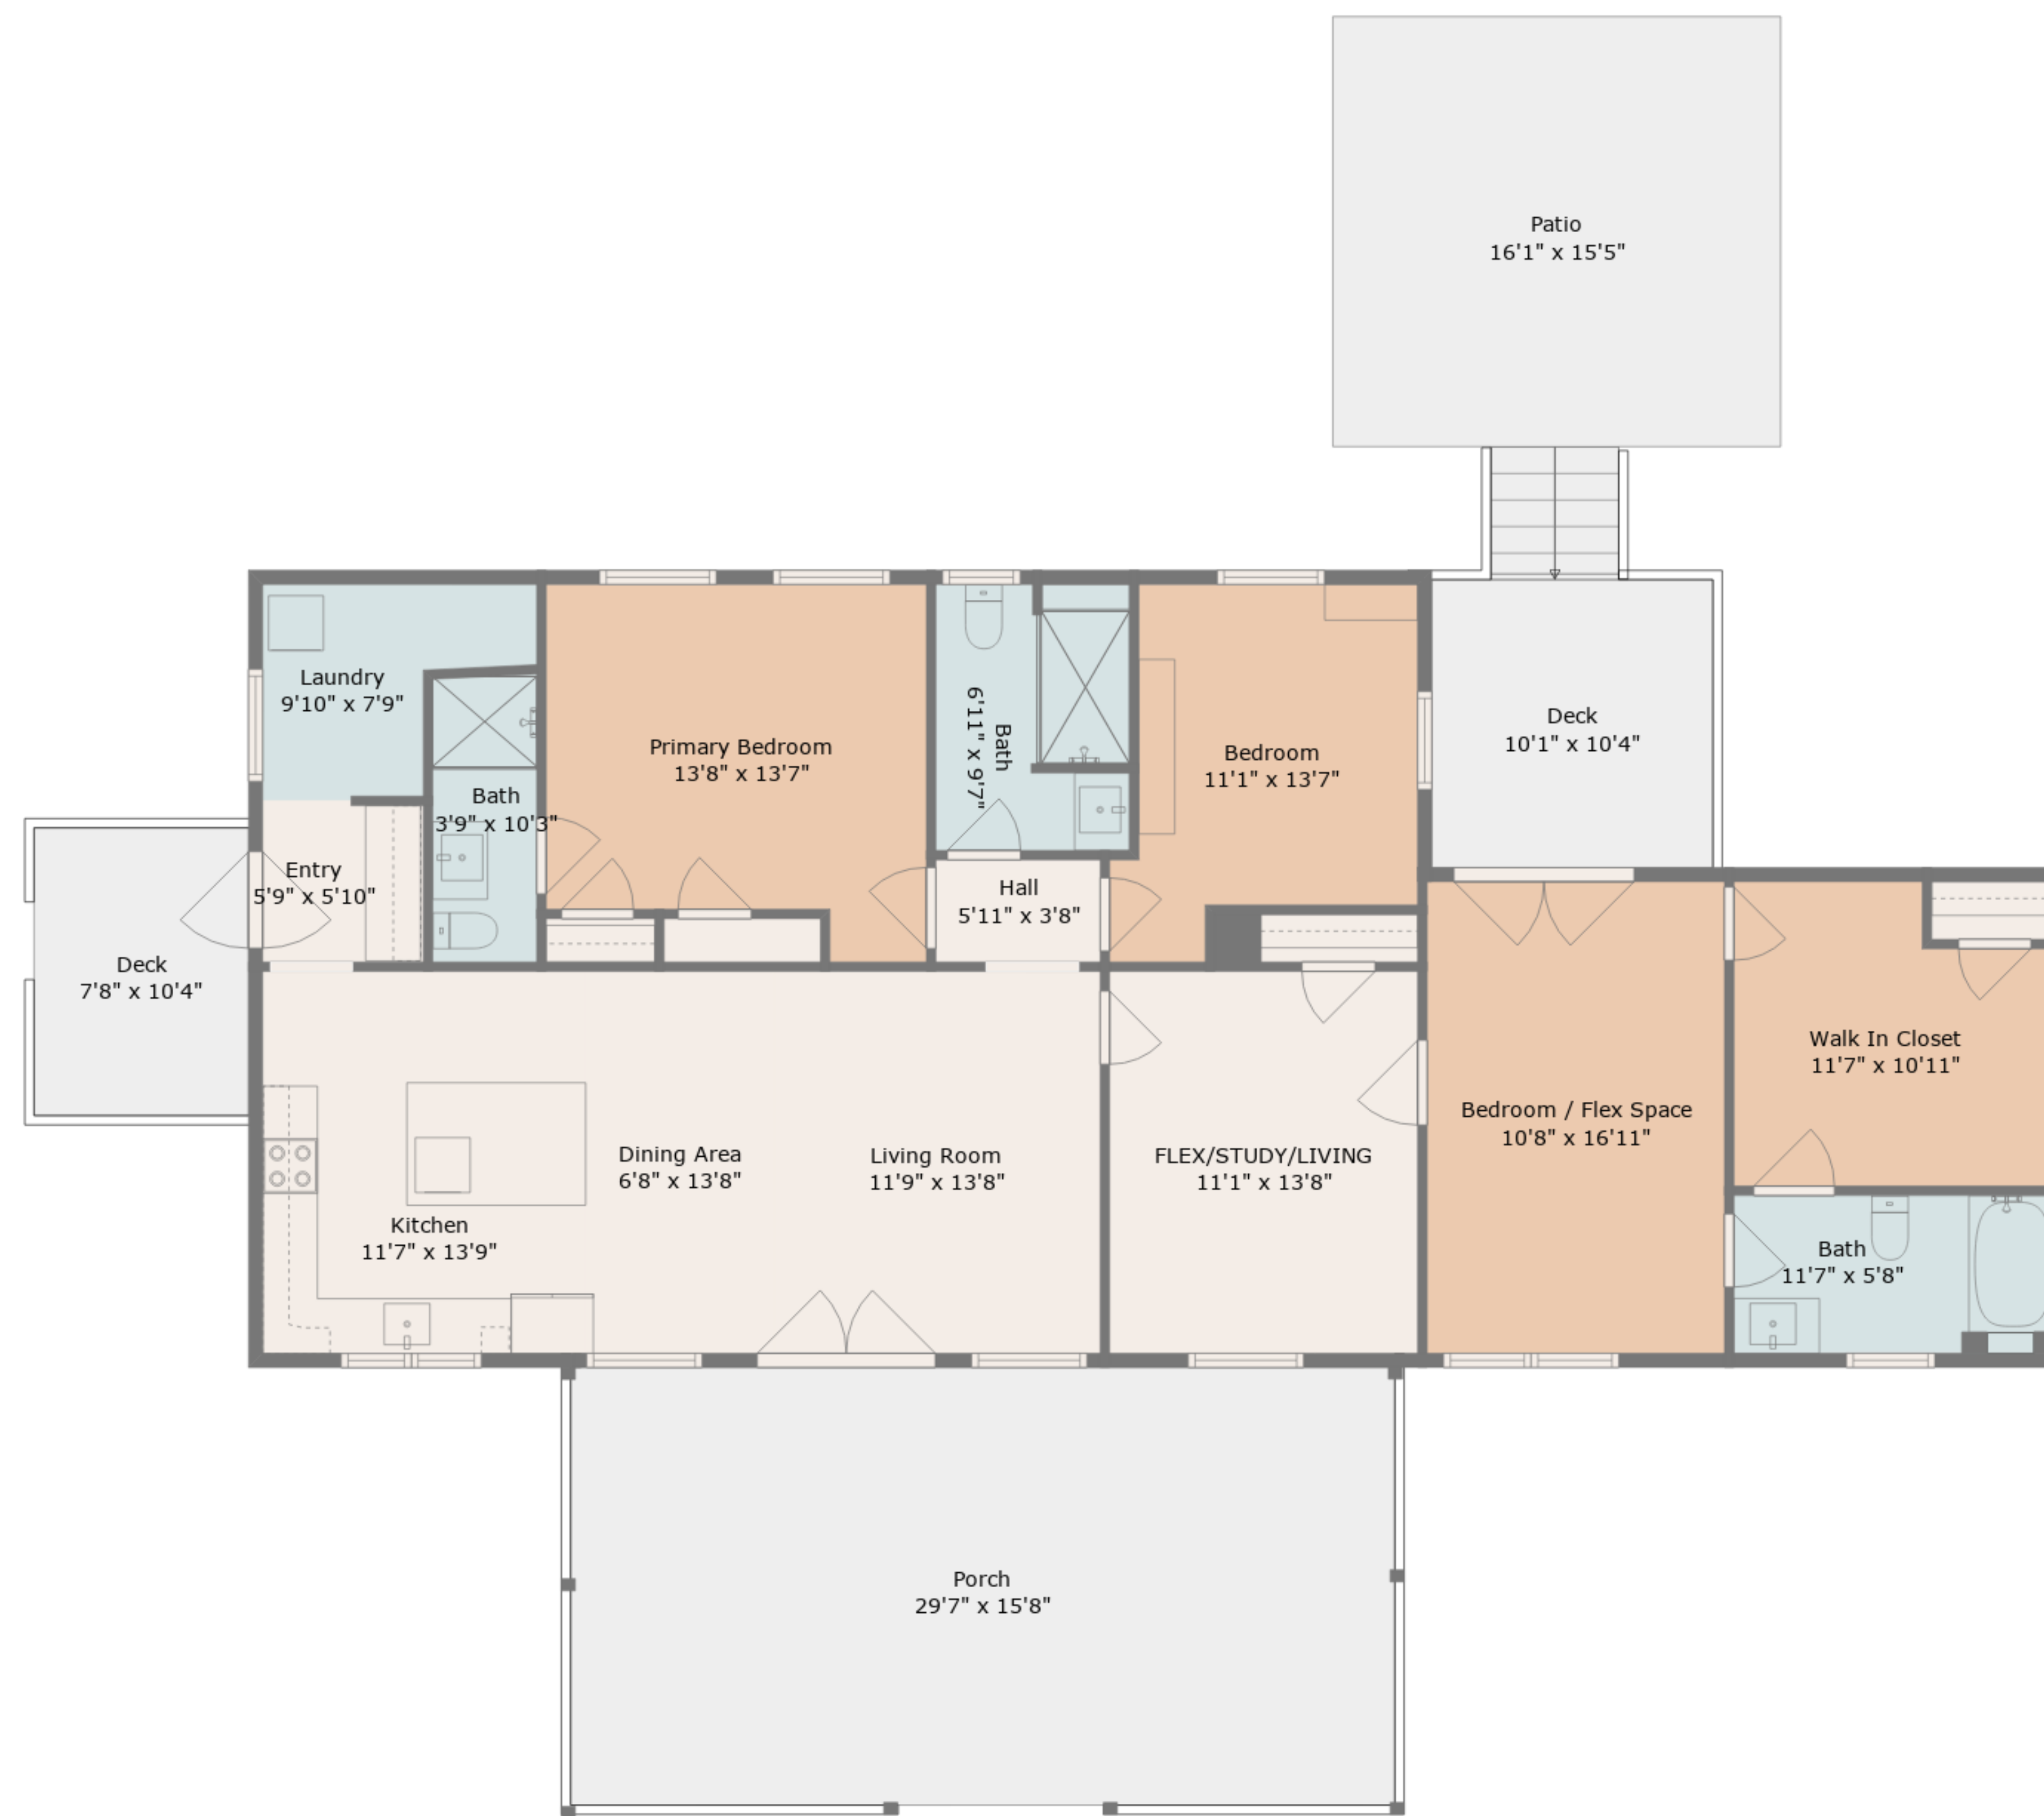 Patio
16'1" x 15'5"
Laundry
9'10" x 7'9"
Bath
3'9" x 10'3"
Primary Bedroom
13'8" x 13'7"
Bath
6'11" x 9'7"
Bedroom
11'1" x 13'7"
Deck
10'1" x 10'4"
Entry
5'9" x 5'10"
Hall
5'11" x 3'8"
Deck
7'8" x 10'4"
Walk In Closet
11'7" x 10'11"
Kitchen
11'7" x 13'9"
Dining Area
6'8" x 13'8"
Living Room
11'9" x 13'8"
FLEX/STUDY/LIVING
11'1" x 13'8"
Bedroom / Flex Space
10'8" x 16'11"
Bath
11'7" x 5'8"
Porch
29'7" x 15'8"